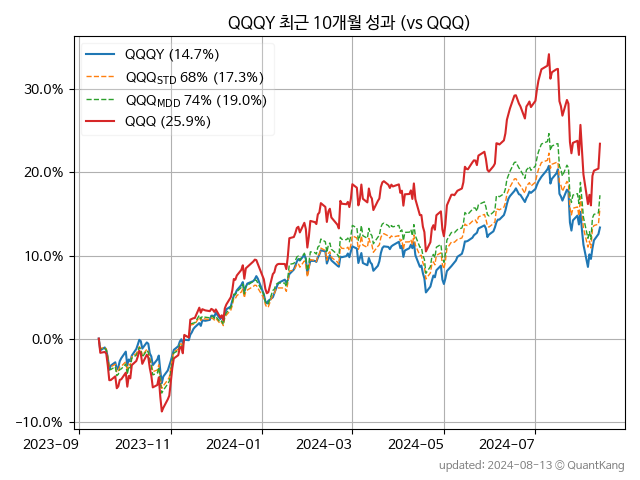 QQQY 최근 10개월 성과 (vs QQQ)
QQQY (14.7%)
QQQSTD 68% (17.3%)
QQQMDD 74% (19.0%)
QQQ (25.9%)
30.0%
20.0%
10.0%
0.0%
−10.0%
2023-09 2023-11 2024-01 2024-03 2024-05 2024-07
updated: 2024-08-13 © QuantKang